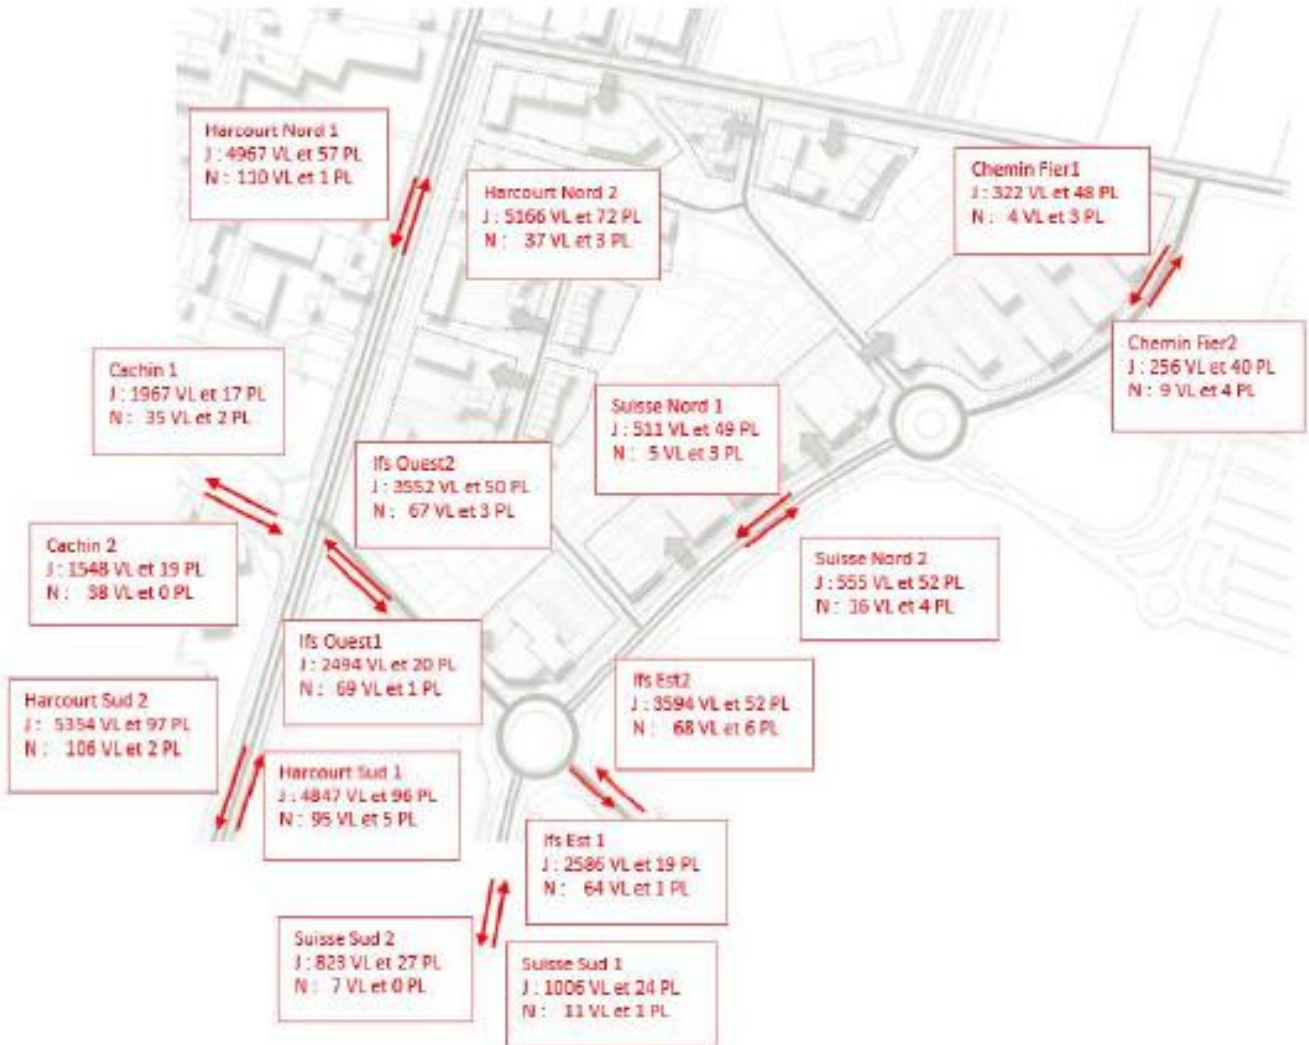 Harcourt Nord 1
J : 4967 VL et 57 PL
N : 110 VL et 1 PL
Harcourt Nord 2
J : 5166 VL et 72 PL
N : 37 VL et 3 PL
Chemin Fier1
J : 322 VL et 48 PL
N : 4 VL et 3 PL
Chemin Fier2
J : 256 VL et 40 PL
N : 9 VL et 4 PL
Cachin 1
J : 1967 VL et 17 PL
N : 35 VL et 2 PL
Suisse Nord 1
J : 511 VL et 49 PL
N : 5 VL et 3 PL
Ifs Ouest2
J : 3552 VL et 50 PL
N : 67 VL et 3 PL
Cachin 2
J : 1548 VL et 19 PL
N : 38 VL et 0 PL
Suisse Nord 2
J : 555 VL et 52 PL
N : 16 VL et 4 PL
Ifs Ouest1
J : 2494 VL et 20 PL
N : 69 VL et 1 PL
Ifs Est2
J : 3594 VL et 52 PL
N : 68 VL et 6 PL
Harcourt Sud 2
J : 5354 VL et 97 PL
N : 106 VL et 2 PL
Harcourt Sud 1
J : 4847 VL et 96 PL
N : 95 VL et 5 PL
Ifs Est 1
J : 2586 VL et 19 PL
N : 64 VL et 1 PL
Suisse Sud 2
J : 823 VL et 27 PL
N : 7 VL et 0 PL
Suisse Sud 1
J : 1006 VL et 24 PL
N : 11 VL et 1 PL